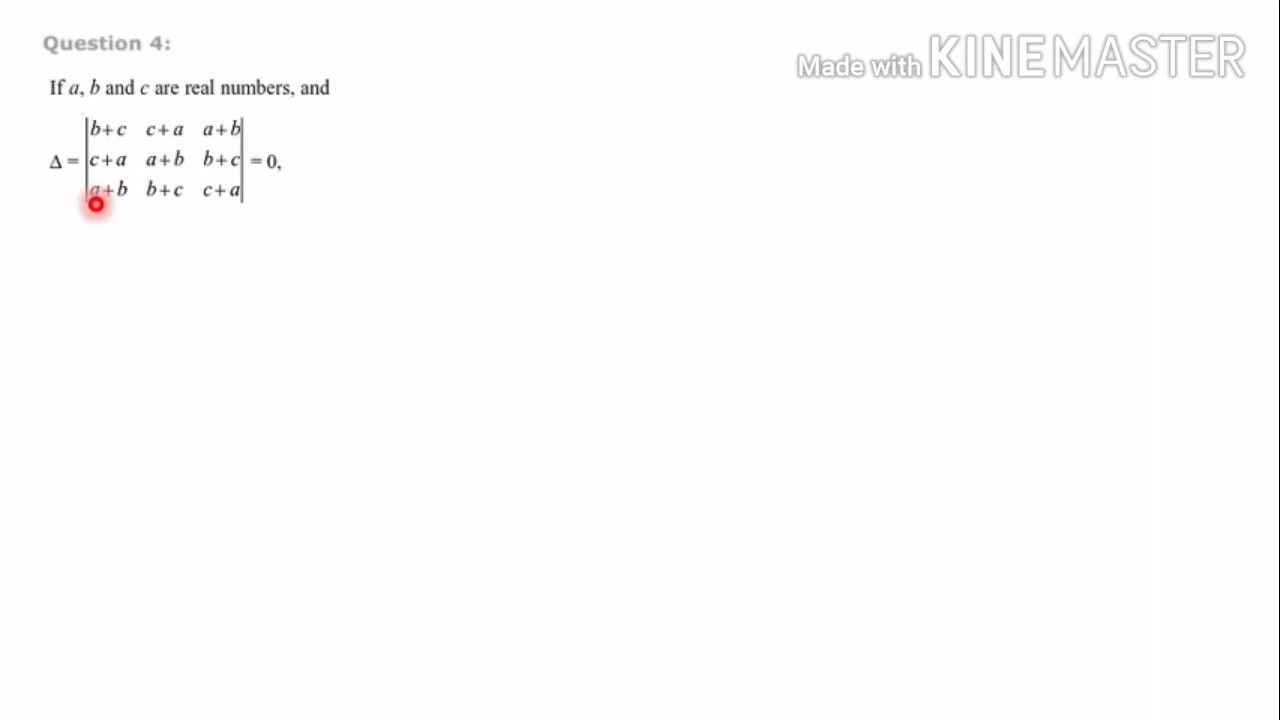 Question 4:
Made with KINEMASTER
If a, b and c are real numbers, and
b+c c+a a+b
Δ = c+a a+b b+c = 0,
a+b b+c c+a